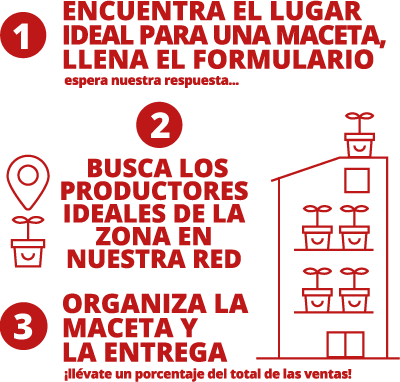 1
ENCUENTRA EL LUGAR
IDEAL PARA UNA MACETA,
LLENA EL FORMULARIO
espera nuestra respuesta...
2
BUSCA LOS
PRODUCTORES
IDEALES DE LA
ZONA EN
NUESTRA RED
3
ORGANIZA LA
MACETA Y
LA ENTREGA
¡llévate un porcentaje del total de las ventas!